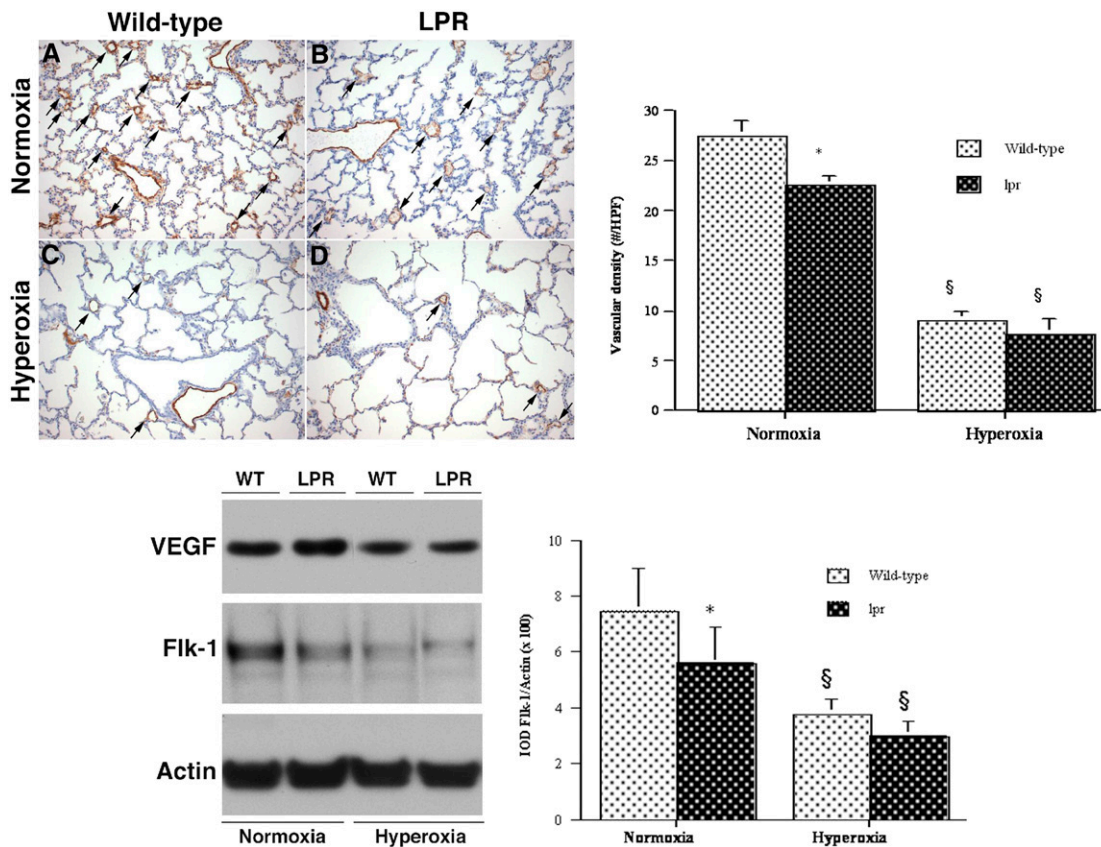 Wild-type LPR
Normoxia
A B
Hyperoxia
C D
30
25
20
15
10
5
0
Vascular density (#/HPF)
*
§ §
Wild-type
lpr
Normoxia Hyperoxia
WT LPR WT LPR
VEGF
Flk-1
Actin
Normoxia Hyperoxia
10
8
6
4
2
0
IOD Flk-1/Actin (x 100)
*
§ §
Wild-type
lpr
Normoxia Hyperoxia